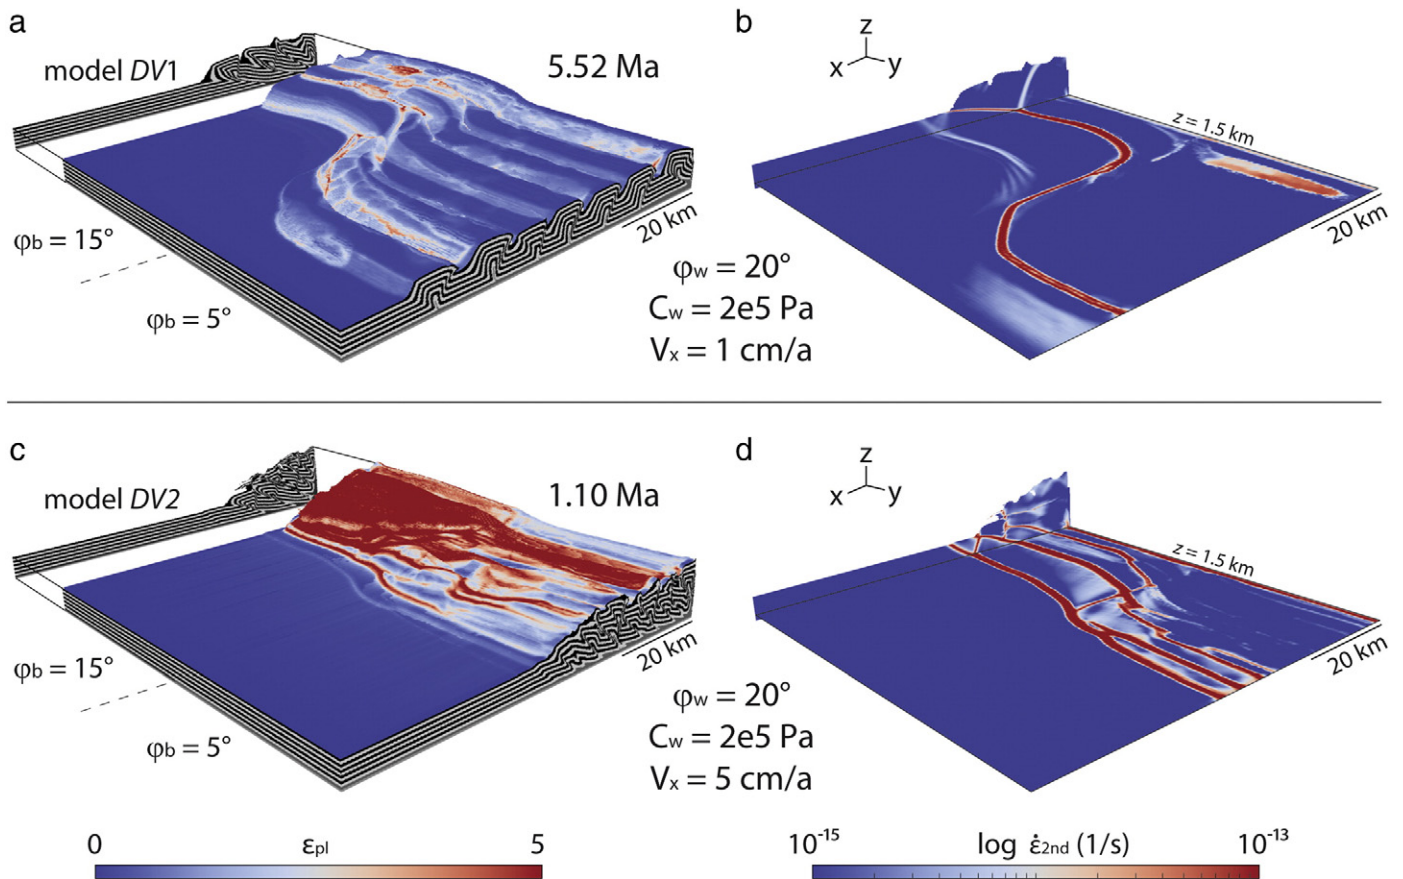 a
b
model DV1
5.52 Ma
z
x
y
z = 1.5 km
20 km
20 km
φb = 15°
φb = 5°
φw = 20°
Cw = 2e5 Pa
Vx = 1 cm/a
c
d
model DV2
1.10 Ma
z
x
y
z = 1.5 km
20 km
20 km
φb = 15°
φb = 5°
φw = 20°
Cw = 2e5 Pa
Vx = 5 cm/a
0 εpl 5
10⁻¹⁵ log ε̇2nd (1/s) 10⁻¹³